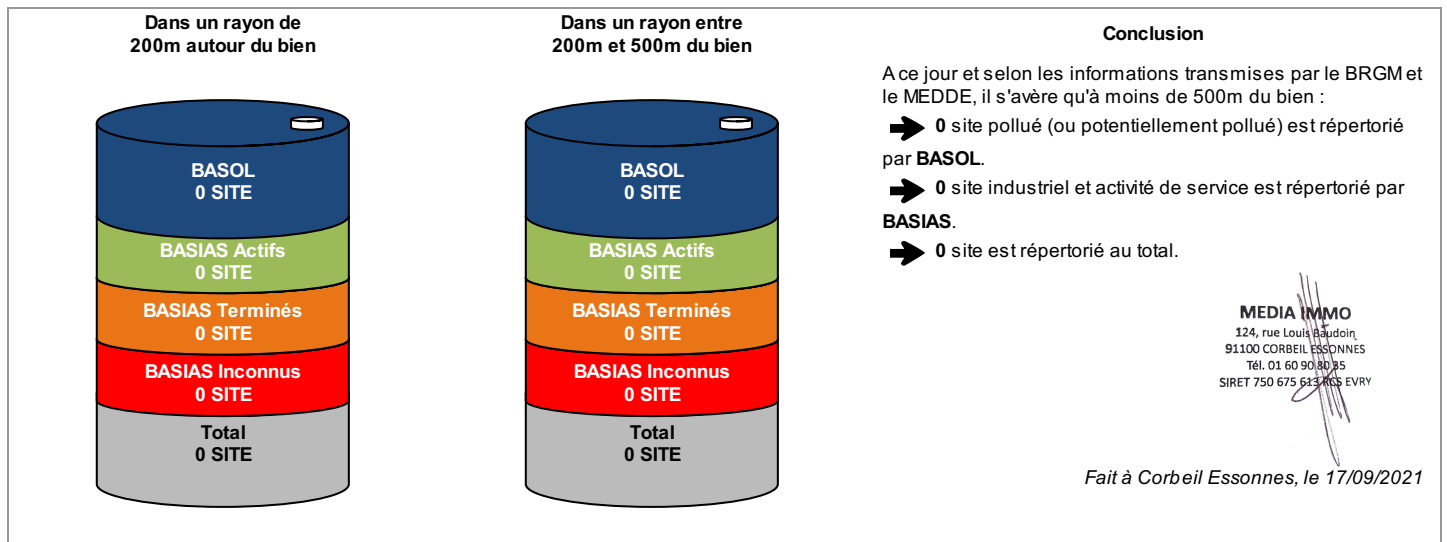 Dans un rayon de
200m autour du bien
BASOL
0 SITE
BASIAS Actifs
0 SITE
BASIAS Terminés
0 SITE
BASIAS Inconnus
0 SITE
Total
0 SITE
Dans un rayon entre
200m et 500m du bien
BASOL
0 SITE
BASIAS Actifs
0 SITE
BASIAS Terminés
0 SITE
BASIAS Inconnus
0 SITE
Total
0 SITE
Conclusion
A ce jour et selon les informations transmises par le BRGM et
le MEDDE, il s'avère qu'à moins de 500m du bien :
0 site pollué (ou potentiellement pollué) est répertorié
par BASOL.
0 site industriel et activité de service est répertorié par
BASIAS.
0 site est répertorié au total.
MEDIA IMMO
124, rue Louis Baudoin
91100 CORBEIL ESSONNES
Tél. 01 60 90 80 85
SIRET 750 675 613 RCS EVRY
Fait à Corbeil Essonnes, le 17/09/2021